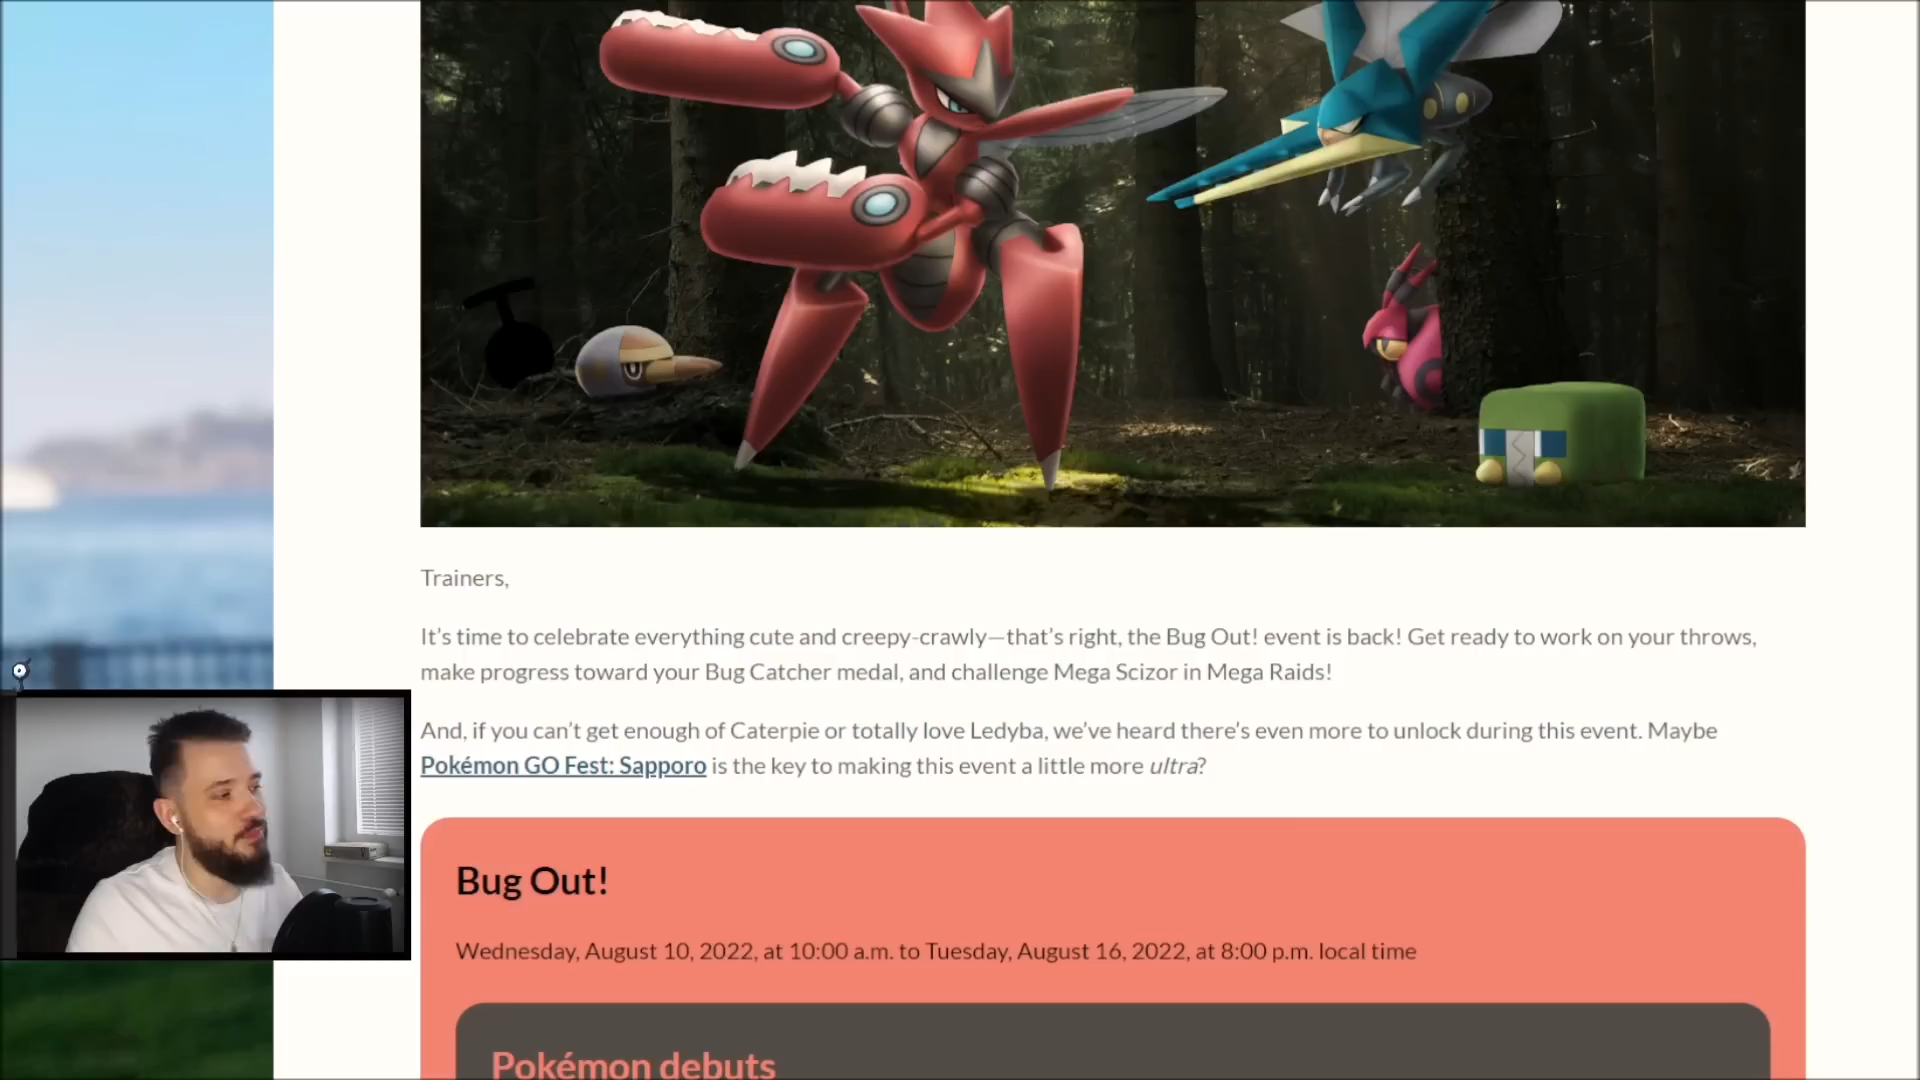 Trainers,
It's time to celebrate everything cute and creepy-crawly—that's right, the Bug Out! event is back! Get ready to work on your throws,
make progress toward your Bug Catcher medal, and challenge Mega Scizor in Mega Raids!
And, if you can't get enough of Caterpie or totally love Ledyba, we've heard there's even more to unlock during this event. Maybe
Pokémon GO Fest: Sapporo is the key to making this event a little more ultra?
Bug Out!
Wednesday, August 10, 2022, at 10:00 a.m. to Tuesday, August 16, 2022, at 8:00 p.m. local time
Pokémon debuts